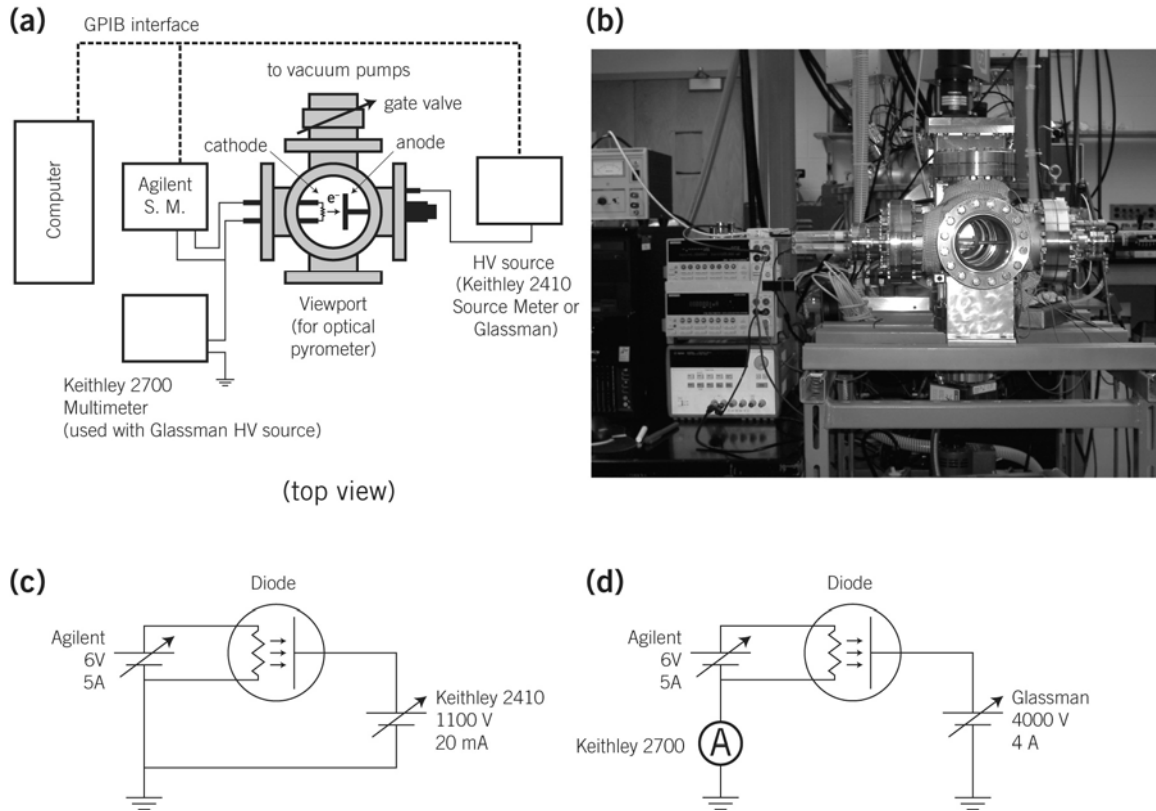 (a)
GPIB interface
to vacuum pumps
gate valve
cathode
anode
Computer
Agilent
S. M.
e⁻
HV source
(Keithley 2410
Source Meter or
Glassman)
Viewport
(for optical
pyrometer)
Keithley 2700
Multimeter
(used with Glassman HV source)
(top view)
(b)
(c)
Diode
Agilent
6V
5A
Keithley 2410
1100 V
20 mA
(d)
Diode
Agilent
6V
5A
Keithley 2700
A
Glassman
4000 V
4 A